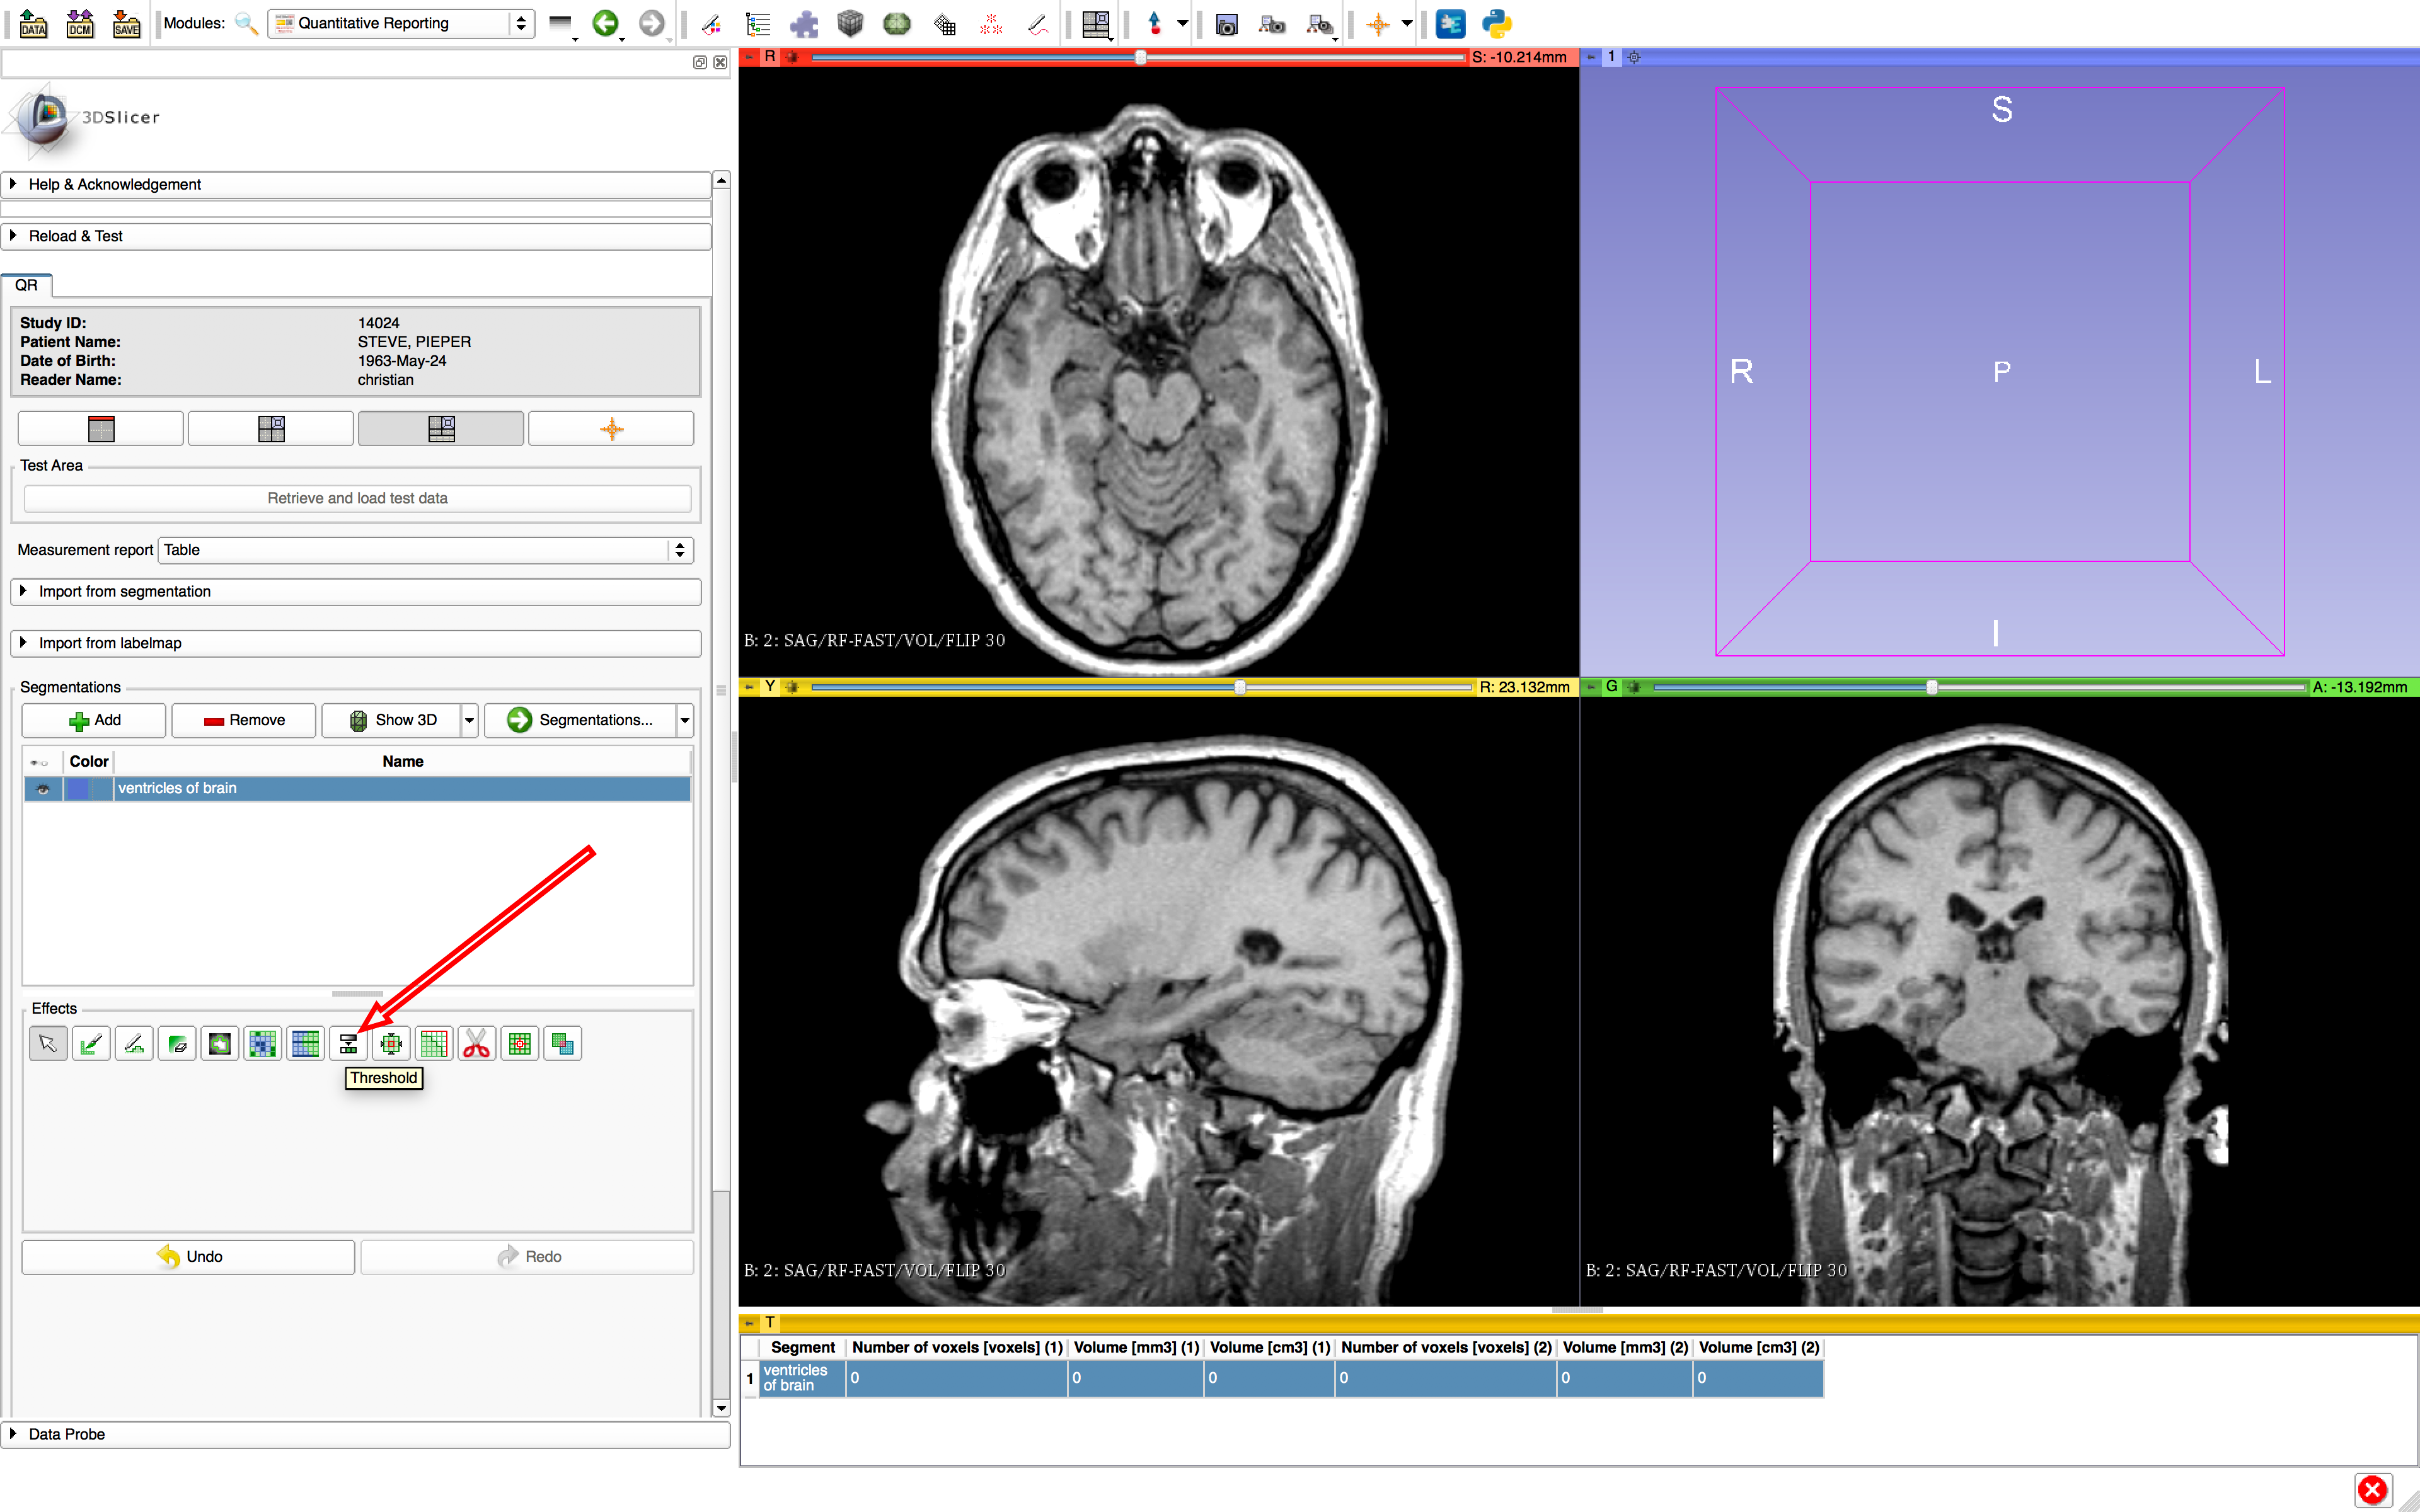 DATA DCM SAVE Modules: Quantitative Reporting
3DSlicer
Help & Acknowledgement
Reload & Test
QR
Study ID: 14024
Patient Name: STEVE, PIEPER
Date of Birth: 1963-May-24
Reader Name: christian
Test Area
Retrieve and load test data
Measurement report Table
Import from segmentation
Import from labelmap
Segmentations
Add Remove Show 3D Segmentations...
Color Name
ventricles of brain
Effects
Threshold
Undo Redo
Data Probe
R S: -10.214mm
B: 2: SAG/RF-FAST/VOL/FLIP 30
1
S
R P L
I
Y R: 23.132mm
B: 2: SAG/RF-FAST/VOL/FLIP 30
G A: -13.192mm
B: 2: SAG/RF-FAST/VOL/FLIP 30
T
Segment Number of voxels [voxels] (1) Volume [mm3] (1) Volume [cm3] (1) Number of voxels [voxels] (2) Volume [mm3] (2) Volume [cm3] (2)
1 ventricles of brain 0 0 0 0 0 0